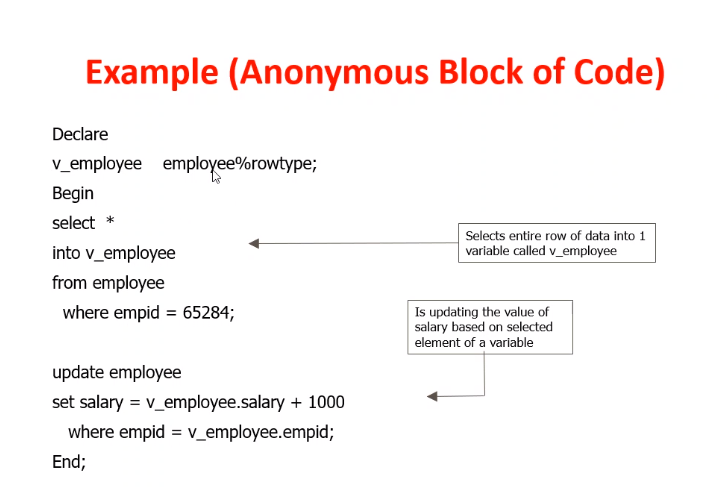 Example (Anonymous Block of Code)
Declare
v_employee employee%rowtype;
Begin
select *
into v_employee
from employee
where empid = 65284;
Selects entire row of data into 1
variable called v_employee
Is updating the value of
salary based on selected
element of a variable
update employee
set salary = v_employee.salary + 1000
where empid = v_employee.empid;
End;